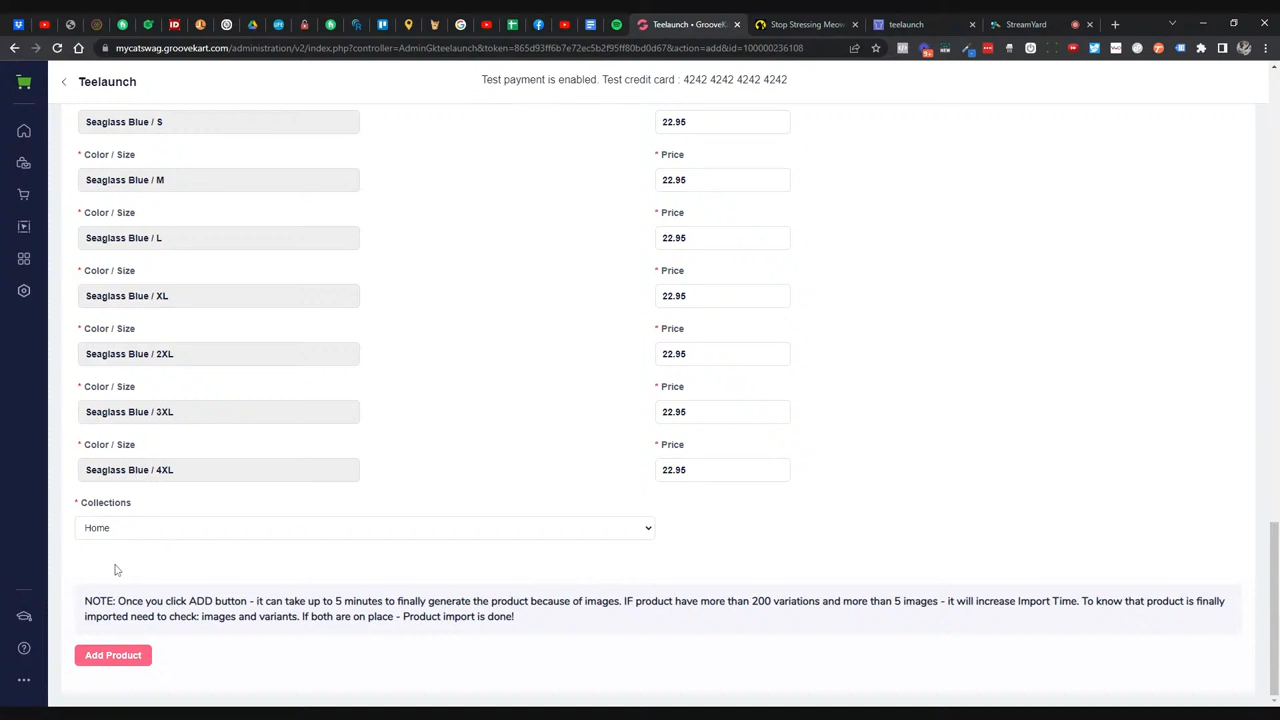 Teelaunch • GrooveK
Stop Stressing Meow
teelaunch
StreamYard
mycatswag.groovekart.com/administration/v2/index.php?controller=AdminGkteelaunch&token=865d93ff6b7e72ec5b2f95ff80bd0d67&action=add&id=100000236108
Teelaunch
Test payment is enabled. Test credit card : 4242 4242 4242 4242
Seaglass Blue / S 22.95
* Color / Size * Price
Seaglass Blue / M 22.95
* Color / Size * Price
Seaglass Blue / L 22.95
* Color / Size * Price
Seaglass Blue / XL 22.95
* Color / Size * Price
Seaglass Blue / 2XL 22.95
* Color / Size * Price
Seaglass Blue / 3XL 22.95
* Color / Size * Price
Seaglass Blue / 4XL 22.95
* Collections
Home
NOTE: Once you click ADD button - it can take up to 5 minutes to finally generate the product because of images. IF product have more than 200 variations and more than 5 images - it will increase Import Time. To know that product is finally
imported need to check: images and variants. If both are on place - Product import is done!
Add Product